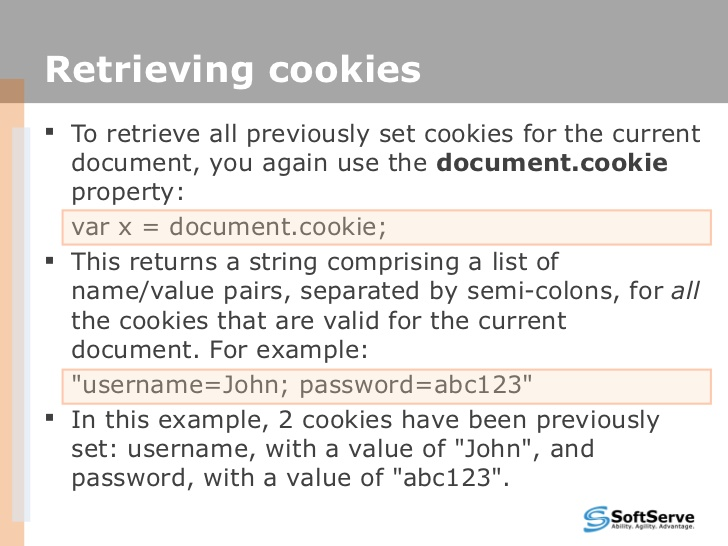 Retrieving cookies
▪ To retrieve all previously set cookies for the current
document, you again use the document.cookie
property:
var x = document.cookie;
▪ This returns a string comprising a list of
name/value pairs, separated by semi-colons, for all
the cookies that are valid for the current
document. For example:
"username=John; password=abc123"
▪ In this example, 2 cookies have been previously
set: username, with a value of "John", and
password, with a value of "abc123".
SoftServe
Ability. Agility. Advantage.